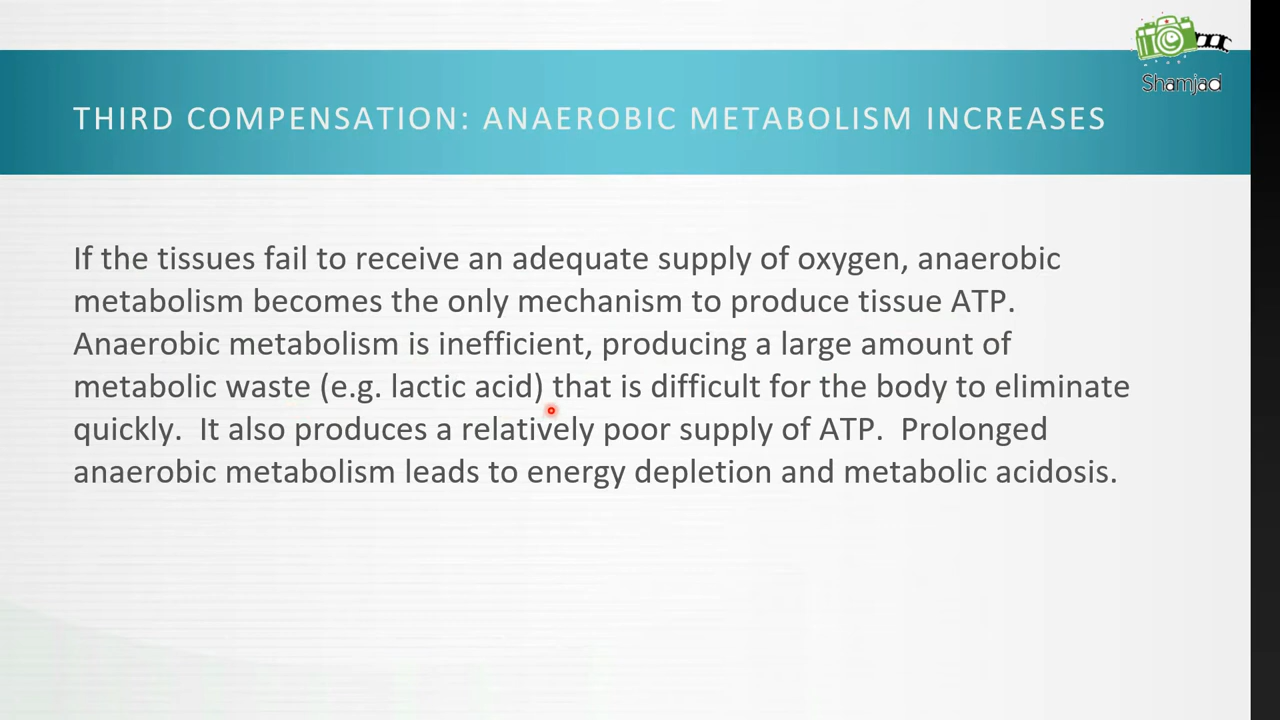 Shamjad
THIRD COMPENSATION: ANAEROBIC METABOLISM INCREASES
If the tissues fail to receive an adequate supply of oxygen, anaerobic
metabolism becomes the only mechanism to produce tissue ATP.
Anaerobic metabolism is inefficient, producing a large amount of
metabolic waste (e.g. lactic acid) that is difficult for the body to eliminate
quickly.  It also produces a relatively poor supply of ATP.  Prolonged
anaerobic metabolism leads to energy depletion and metabolic acidosis.